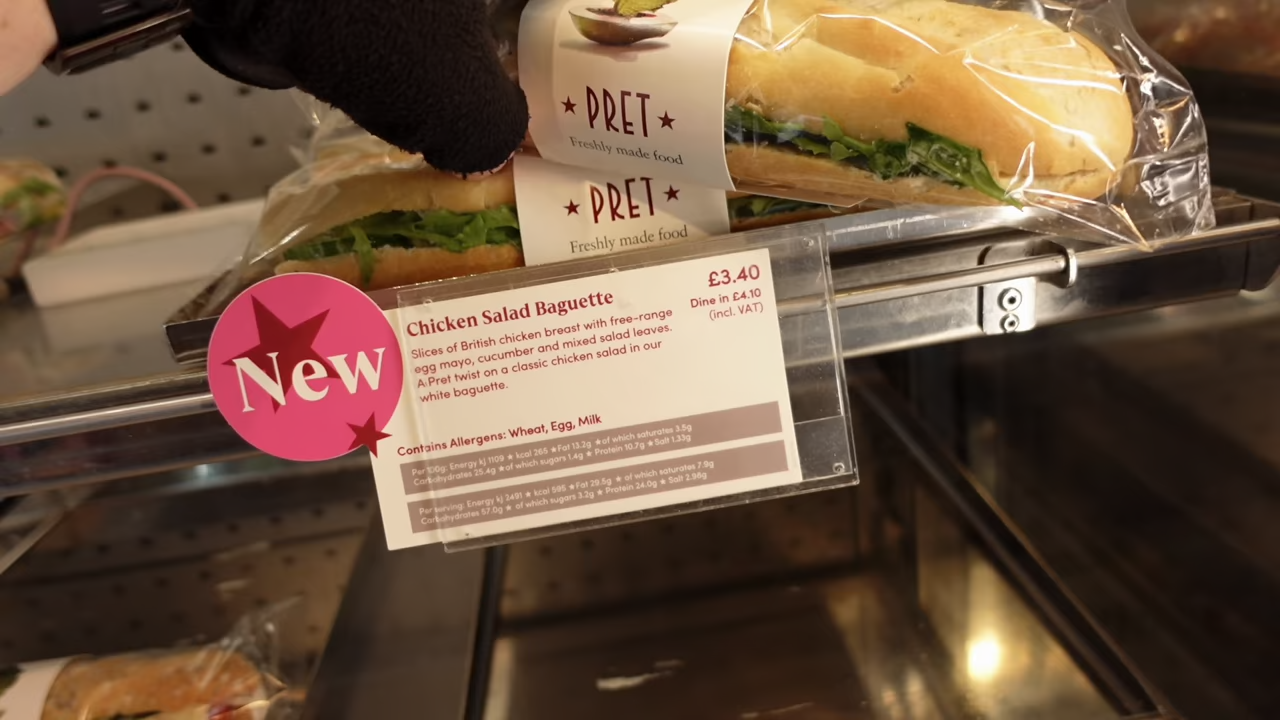 PRET
Freshly made food
PRET
Freshly made food
New
Chicken Salad Baguette
£3.40
Dine in £4.10
(incl. VAT)
Slices of British chicken breast with free-range
egg mayo, cucumber and mixed salad leaves.
A Pret twist on a classic chicken salad in our
white baguette.
Contains Allergens: Wheat, Egg, Milk
Per 100g: Energy kj 1109 ★ kcal 265 ★ Fat 13.2g ★ of which saturates 3.5g
Carbohydrates 25.4g ★ of which sugars 1.4g ★ Protein 10.7g ★ Salt 1.33g
Per serving: Energy kj 2491 ★ kcal 595 ★ Fat 29.5g ★ of which saturates 7.9g
Carbohydrates 57.0g ★ of which sugars 3.2g ★ Protein 24.0g ★ Salt 2.98g